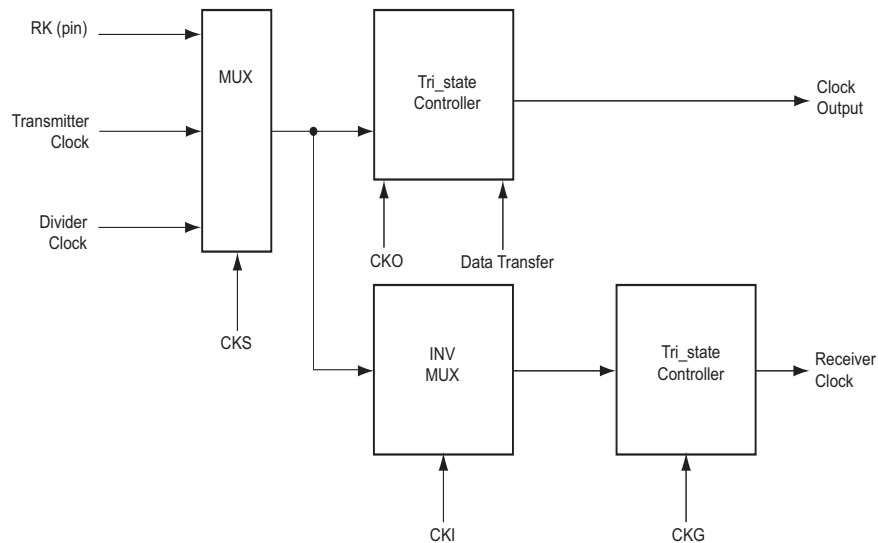 RK (pin)
MUX
Tri_state
Controller
Clock
Output
Transmitter
Clock
Divider
Clock
CKO
Data Transfer
CKS
INV
MUX
Tri_state
Controller
Receiver
Clock
CKI
CKG